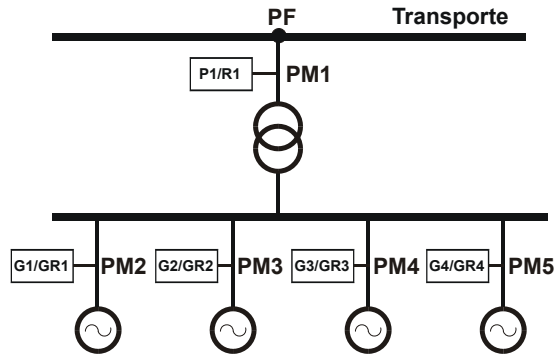 PF Transporte
P1/R1 PM1
G1/GR1 PM2 G2/GR2 PM3 G3/GR3 PM4 G4/GR4 PM5